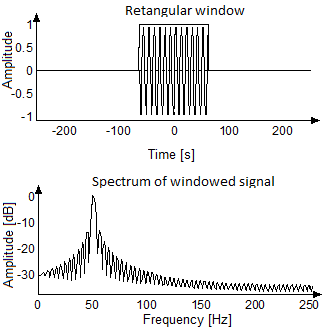 Retangular window
Amplitude
1
0.5
0
-0.5
-1
-200 -100 0 100 200
Time [s]
Spectrum of windowed signal
Amplitude [dB]
0
-10
-20
-30
0 50 100 150 200 250
Frequency [Hz]